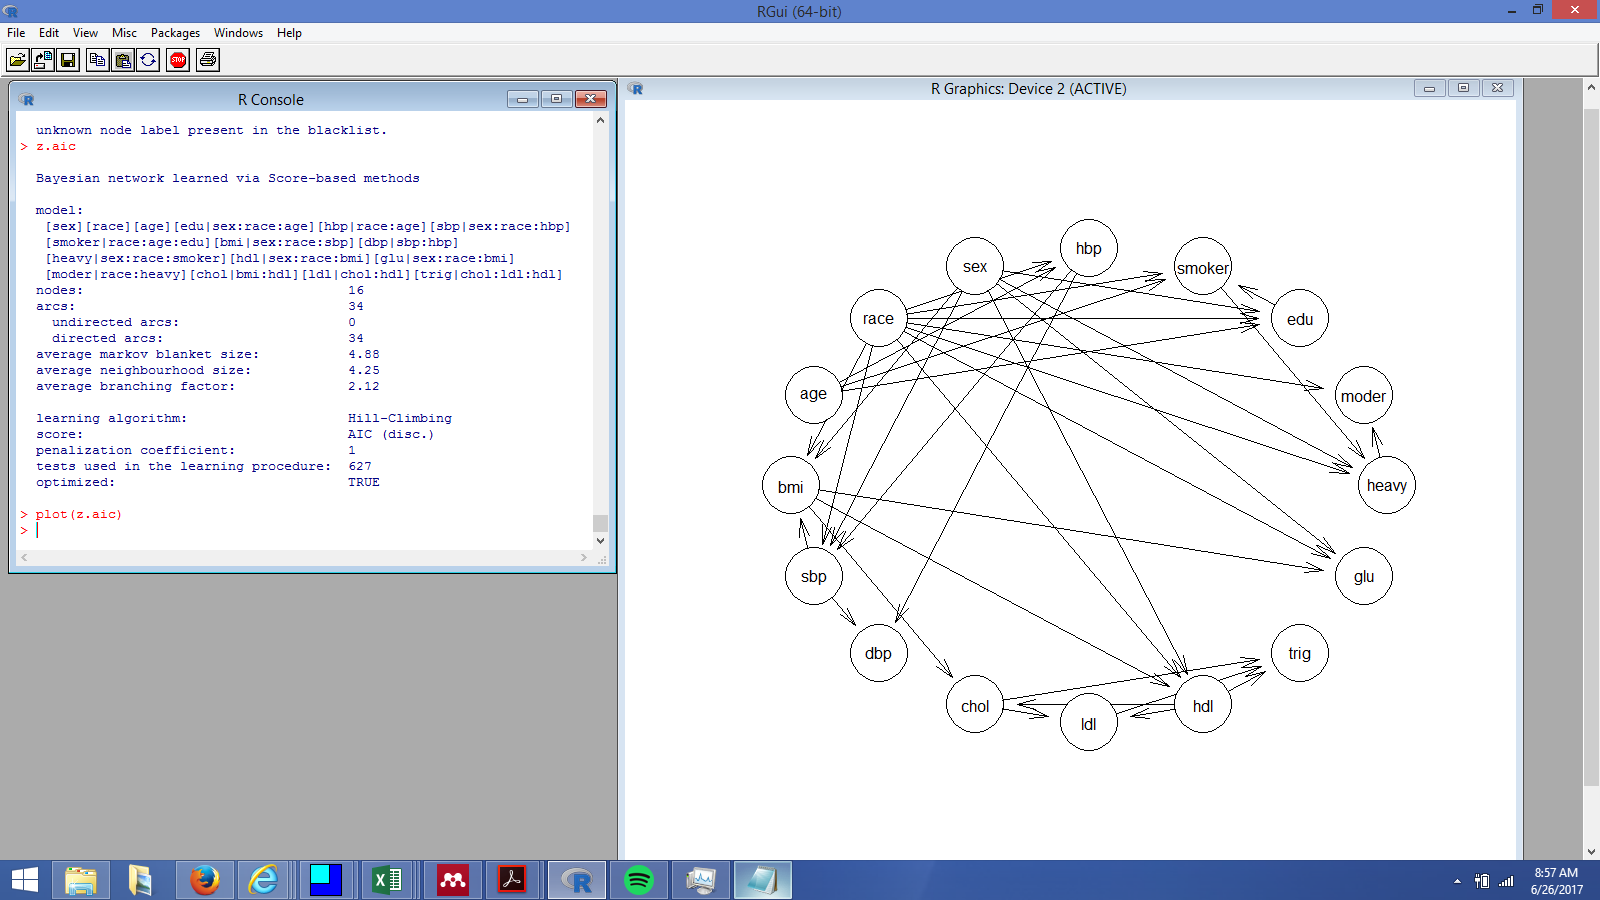 RGui (64-bit)
File Edit View Misc Packages Windows Help
STOP
R Console
unknown node label present in the blacklist.
> z.aic
Bayesian network learned via Score-based methods
model:
[sex][race][age][edu|sex:race:age][hbp|race:age][sbp|sex:race:hbp]
[smoker|race:age:edu][bmi|sex:race:sbp][dbp|sbp:hbp]
[heavy|sex:race:smoker][hdl|sex:race:bmi][glu|sex:race:bmi]
[moder|race:heavy][chol|bmi:hdl][ldl|chol:hdl][trig|chol:ldl:hdl]
nodes: 16
arcs: 34
undirected arcs: 0
directed arcs: 34
average markov blanket size: 4.88
average neighbourhood size: 4.25
average branching factor: 2.12
learning algorithm: Hill-Climbing
score: AIC (disc.)
penalization coefficient: 1
tests used in the learning procedure: 627
optimized: TRUE
> plot(z.aic)
>
R Graphics: Device 2 (ACTIVE)
hbp
sex
smoker
race
edu
age
moder
bmi
heavy
sbp
glu
dbp
trig
chol
hdl
ldl
8:57 AM
6/26/2017